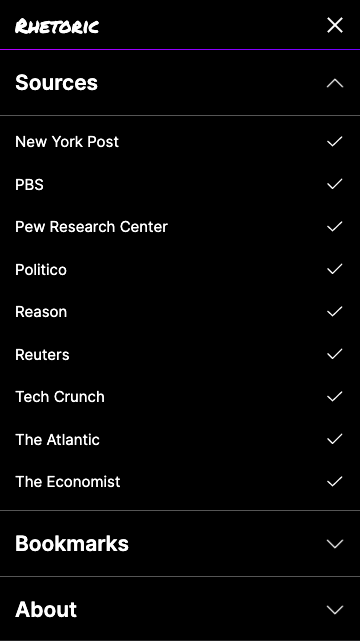 Rhetoric
Sources
New York Post
PBS
Pew Research Center
Politico
Reason
Reuters
Tech Crunch
The Atlantic
The Economist
Bookmarks
About